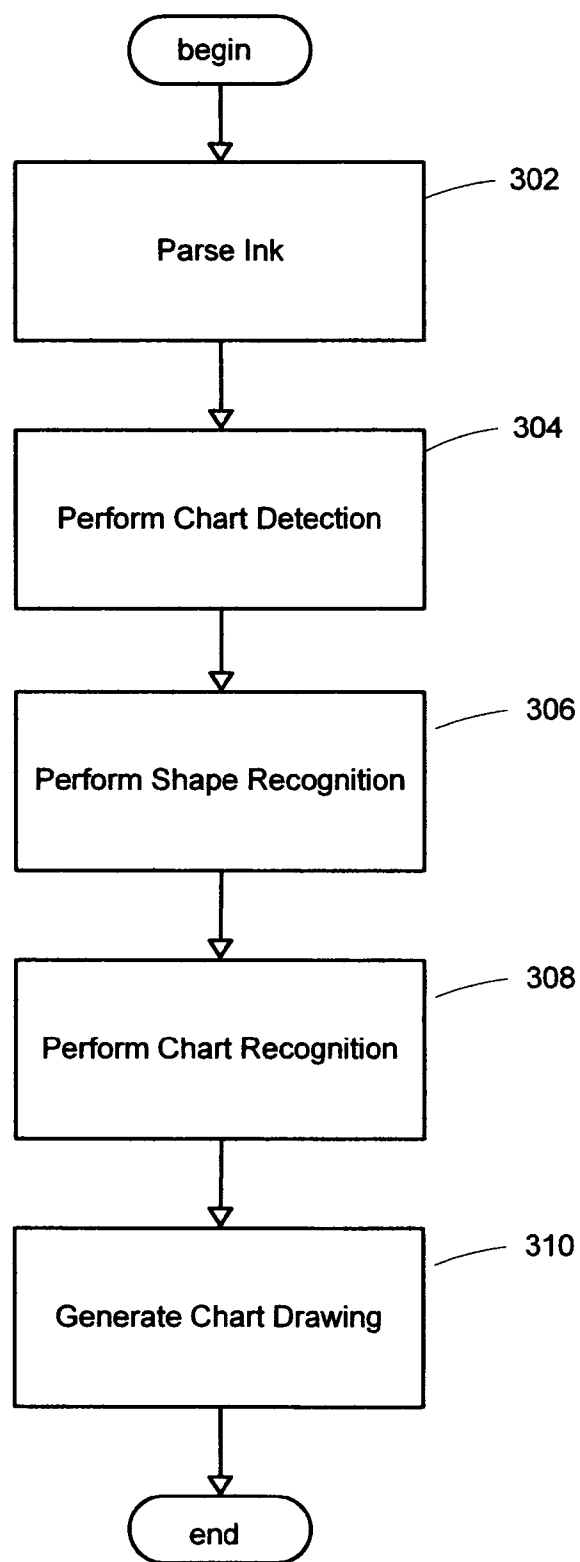 begin
302
Parse Ink
304
Perform Chart Detection
306
Perform Shape Recognition
308
Perform Chart Recognition
310
Generate Chart Drawing
end